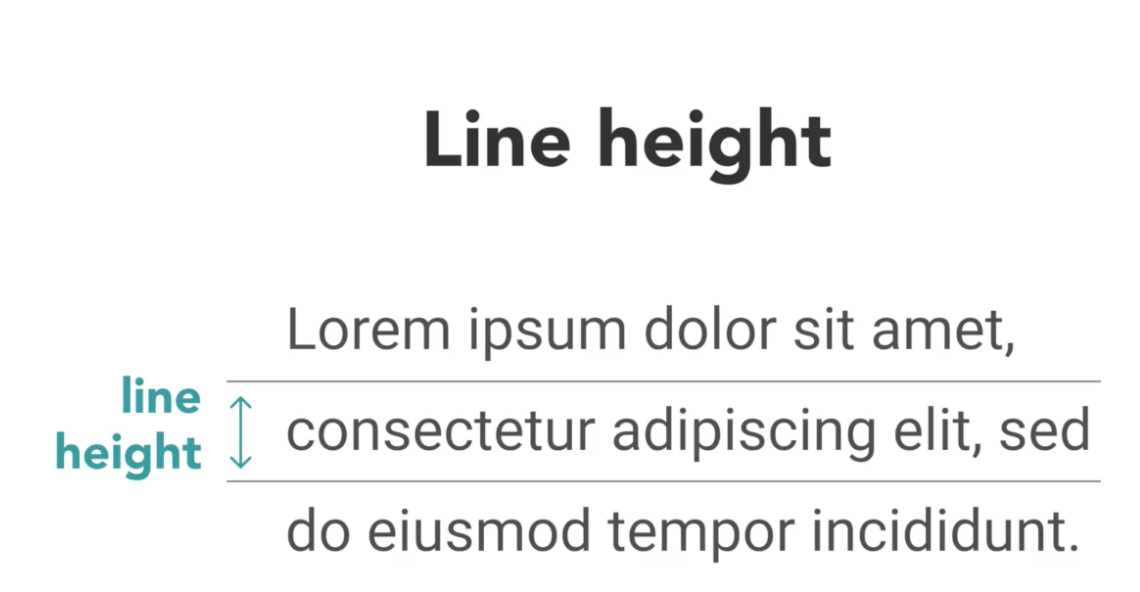 Line height
Lorem ipsum dolor sit amet,
line
height
consectetur adipiscing elit, sed
do eiusmod tempor incididunt.